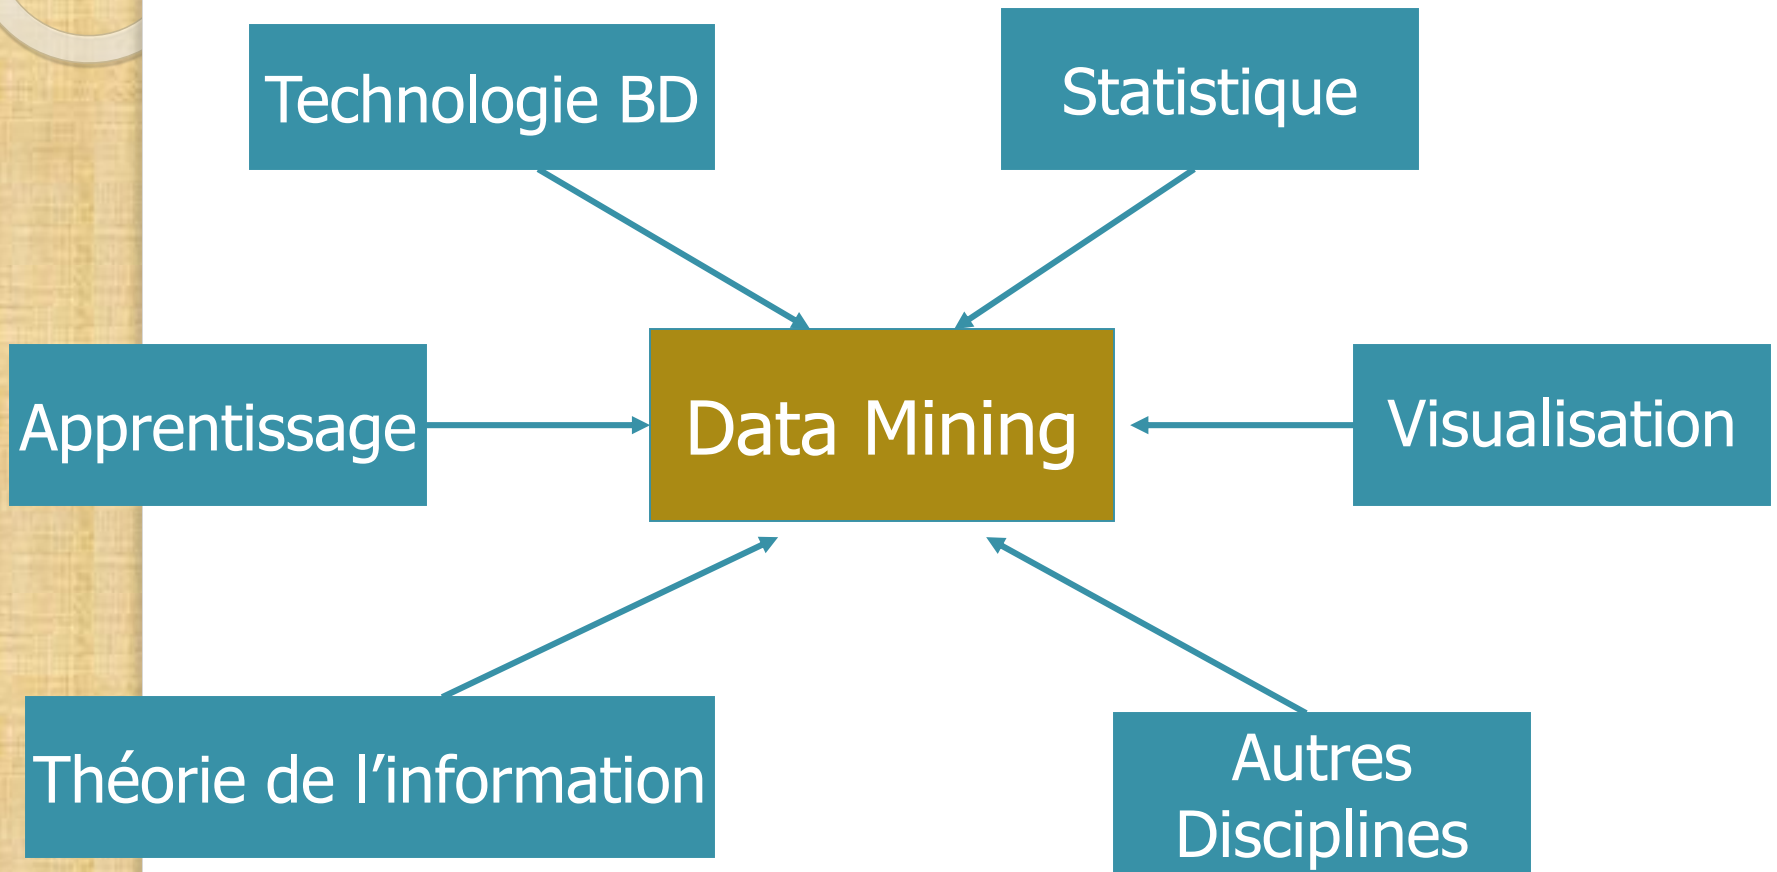 Technologie BD
Statistique
Apprentissage
Data Mining
Visualisation
Théorie de l’information
Autres
Disciplines